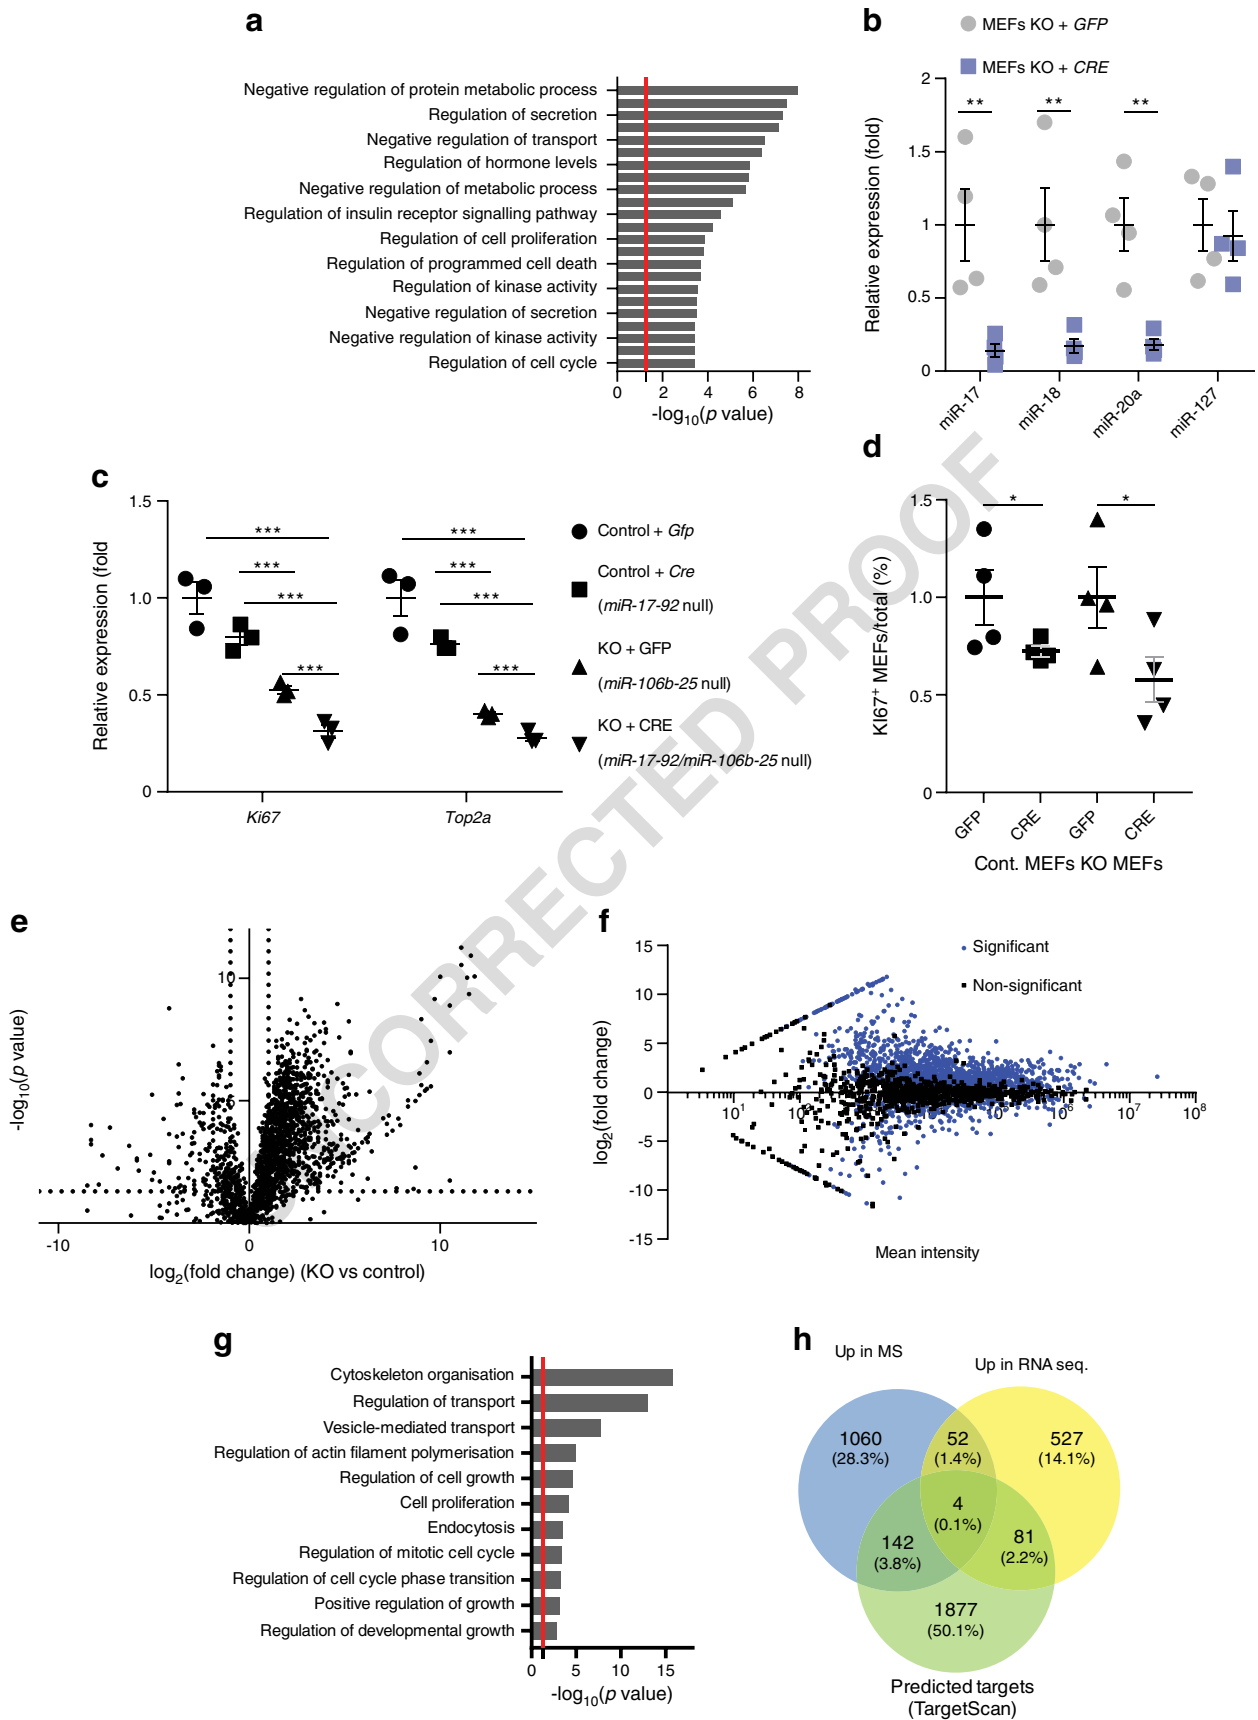 a
Negative regulation of protein metabolic process
Regulation of secretion
Negative regulation of transport
Regulation of hormone levels
Negative regulation of metabolic process
Regulation of insulin receptor signalling pathway
Regulation of cell proliferation
Regulation of programmed cell death
Regulation of kinase activity
Negative regulation of secretion
Negative regulation of kinase activity
Regulation of cell cycle
0 2 4 6 8
-log10(p value)
b
MEFs KO + GFP
MEFs KO + CRE
Relative expression (fold)
2
1.5
1
0.5
0
** ** **
miR-17 miR-18 miR-20a miR-127
c
Relative expression (fold
1.5
1.0
0.5
0
*** ***
*** ***
*** ***
*** ***
Ki67 Top2a
Control + Gfp
Control + Cre
(miR-17-92 null)
KO + GFP
(miR-106b-25 null)
KO + CRE
(miR-17-92/miR-106b-25 null)
d
KI67+ MEFs/total (%)
1.5
1.0
0.5
0
* *
GFP CRE GFP CRE
Cont. MEFs KO MEFs
e
-log10(p value)
10
5
-10 0 10
log2(fold change) (KO vs control)
f
log2(fold change)
15
10
5
0
-5
-10
-15
Significant
Non-significant
10^1 10^2 10^5 10^6 10^7 10^8
Mean intensity
g
Cytoskeleton organisation
Regulation of transport
Vesicle-mediated transport
Regulation of actin filament polymerisation
Regulation of cell growth
Cell proliferation
Endocytosis
Regulation of mitotic cell cycle
Regulation of cell cycle phase transition
Positive regulation of growth
Regulation of developmental growth
0 5 10 15
-log10(p value)
h
Up in MS
Up in RNA seq.
1060
(28.3%)
52
(1.4%)
527
(14.1%)
4
(0.1%)
142
(3.8%)
81
(2.2%)
1877
(50.1%)
Predicted targets
(TargetScan)
CORRECTED PROOF